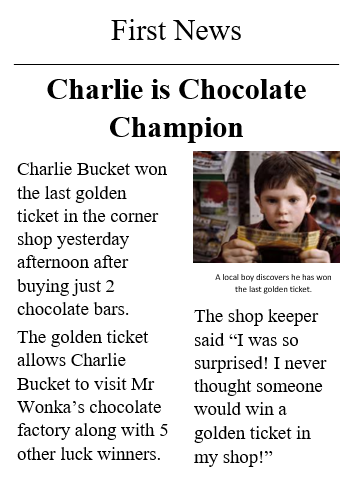 First News
Charlie is Chocolate
Champion
Charlie Bucket won
the last golden
ticket in the corner
shop yesterday
afternoon after
buying just 2
chocolate bars.
The golden ticket
allows Charlie
Bucket to visit Mr
Wonka’s chocolate
factory along with 5
other luck winners.
A local boy discovers he has won
the last golden ticket.
The shop keeper
said “I was so
surprised! I never
thought someone
would win a
golden ticket in
my shop!”